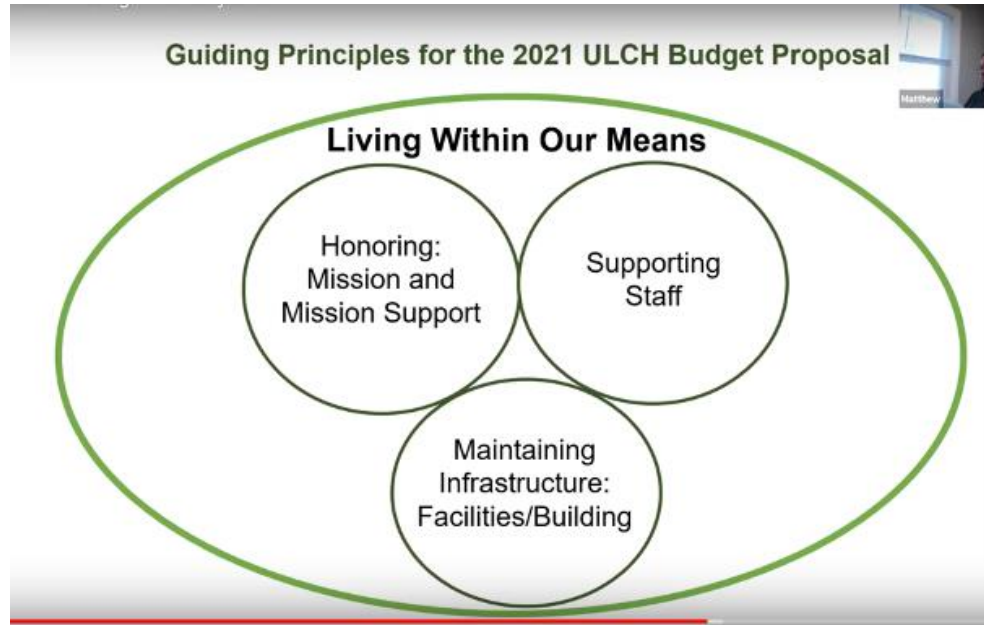 Guiding Principles for the 2021 ULCH Budget Proposal
Matthew
Living Within Our Means
Honoring:
Mission and
Mission Support
Supporting
Staff
Maintaining
Infrastructure:
Facilities/Building